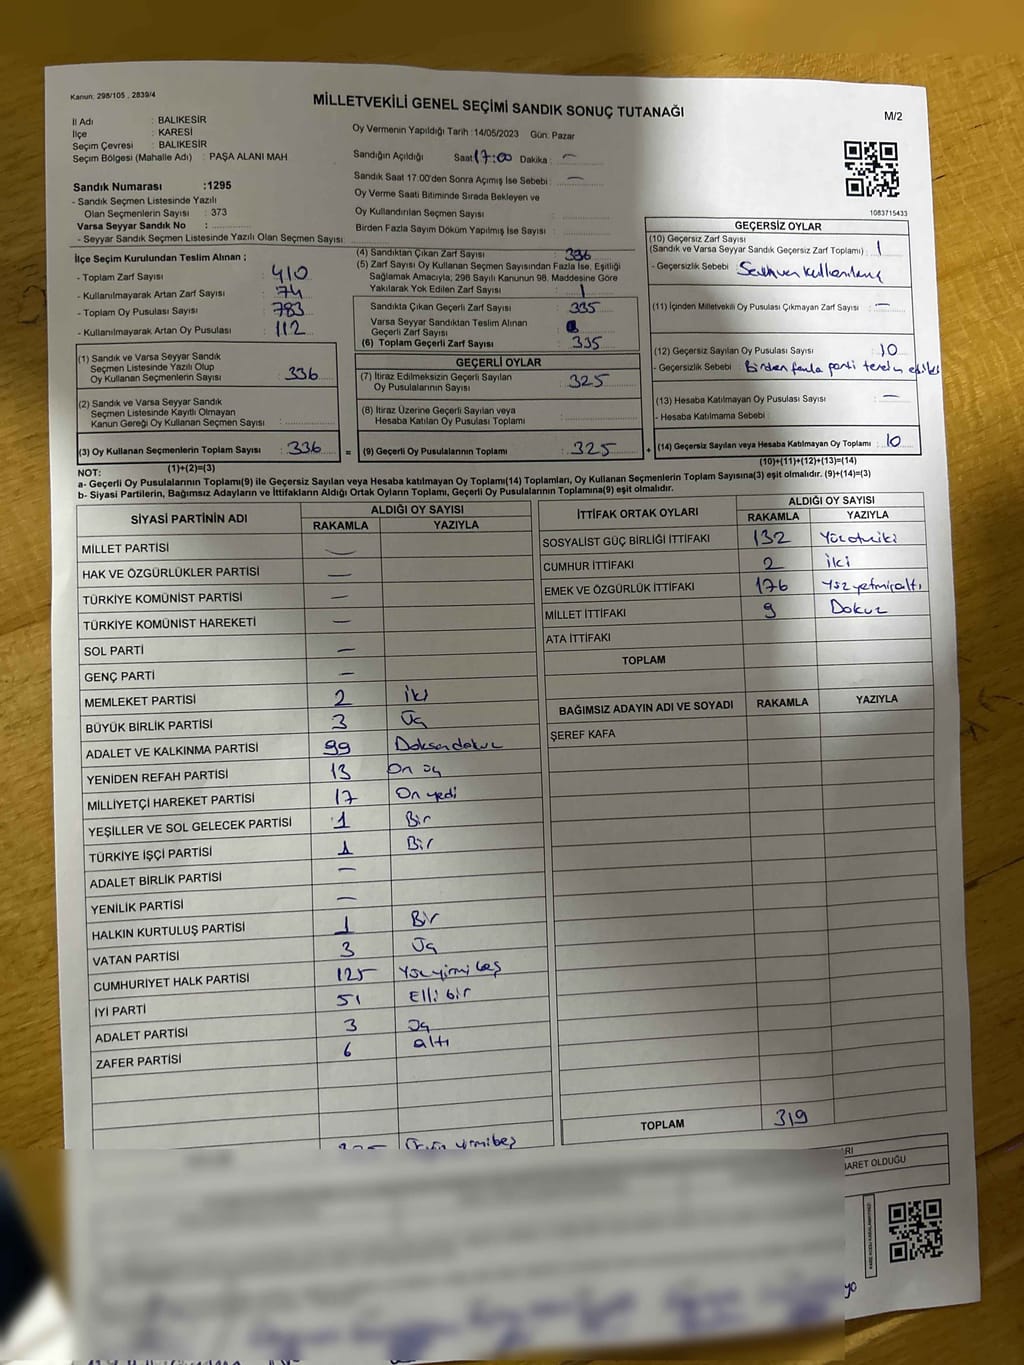 Kanun: 298/105 , 2839/4
MİLLETVEKİLİ GENEL SEÇİMİ SANDIK SONUÇ TUTANAĞI
M/2
İl Adı : BALIKESİR
İlçe : KARESİ
Seçim Çevresi : BALIKESİR
Seçim Bölgesi (Mahalle Adı) : PAŞA ALANI MAH
Sandık Numarası :1295
- Sandık Seçmen Listesinde Yazılı
Olan Seçmenlerin Sayısı : 373
Varsa Seyyar Sandık No :
- Seyyar Sandık Seçmen Listesinde Yazılı Olan Seçmen Sayısı:
Oy Vermenin Yapıldığı Tarih :14/05/2023 Gün: Pazar
Sandığın Açıldığı Saat 17:00 Dakika : —
Sandık Saat 17.00'den Sonra Açılmış İse Sebebi : —
Oy Verme Saati Bitiminde Sırada Bekleyen ve
Oy Kullandırılan Seçmen Sayısı :
Birden Fazla Sayım Döküm Yapılmış İse Sayısı :
1083715433
İlçe Seçim Kurulundan Teslim Alınan ;
- Toplam Zarf Sayısı : 410
- Kullanılmayarak Artan Zarf Sayısı : 74
- Toplam Oy Pusulası Sayısı : 783
- Kullanılmayarak Artan Oy Pusulası : 112
(1) Sandık ve Varsa Seyyar Sandık
Seçmen Listesinde Yazılı Olup
Oy Kullanan Seçmenlerin Sayısı : 336
(2) Sandık ve Varsa Seyyar Sandık
Seçmen Listesinde Kayıtlı Olmayan
Kanun Gereği Oy Kullanan Seçmen Sayısı :
(3) Oy Kullanan Seçmenlerin Toplam Sayısı : 336
(1)+(2)=(3)
(4) Sandıktan Çıkan Zarf Sayısı : 336
(5) Zarf Sayısı Oy Kullanan Seçmen Sayısından Fazla İse, Eşitliği
Sağlamak Amacıyla; 298 Sayılı Kanunun 98. Maddesine Göre
Yakılarak Yok Edilen Zarf Sayısı : 1
Sandıkta Çıkan Geçerli Zarf Sayısı : 335
Varsa Seyyar Sandıktan Teslim Alınan
Geçerli Zarf Sayısı :
(6) Toplam Geçerli Zarf Sayısı : 335
GEÇERLİ OYLAR
(7) İtiraz Edilmeksizin Geçerli Sayılan
Oy Pusulalarının Sayısı : 325
(8) İtiraz Üzerine Geçerli Sayılan veya
Hesaba Katılan Oy Pusulası Toplamı :
= (9) Geçerli Oy Pusulalarının Toplamı : 325
GEÇERSİZ OYLAR
(10) Geçersiz Zarf Sayısı
(Sandık ve Varsa Seyyar Sandık Geçersiz Zarf Toplamı) : 1
- Geçersizlik Sebebi :
(11) İçinden Milletvekili Oy Pusulası Çıkmayan Zarf Sayısı : —
(12) Geçersiz Sayılan Oy Pusulası Sayısı : 10
- Geçersizlik Sebebi : Birden fazla parti
(13) Hesaba Katılmayan Oy Pusulası Sayısı : —
- Hesaba Katılmama Sebebi :
+ (14) Geçersiz Sayılan veya Hesaba Katılmayan Oy Toplamı : 10
(10)+(11)+(12)+(13)=(14)
NOT:
a- Geçerli Oy Pusulalarının Toplamı(9) ile Geçersiz Sayılan veya Hesaba katılmayan Oy Toplamı(14) Toplamları, Oy Kullanan Seçmenlerin Toplam Sayısına(3) eşit olmalıdır. (9)+(14)=(3)
b- Siyasi Partilerin, Bağımsız Adayların ve İttifakların Aldığı Ortak Oyların Toplamı, Geçerli Oy Pusulalarının Toplamına(9) eşit olmalıdır.
SİYASİ PARTİNİN ADI ALDIĞI OY SAYISI
RAKAMLA YAZIYLA
MİLLET PARTİSİ —
HAK VE ÖZGÜRLÜKLER PARTİSİ —
TÜRKİYE KOMÜNİST PARTİSİ —
TÜRKİYE KOMÜNİST HAREKETİ —
SOL PARTİ —
GENÇ PARTİ —
MEMLEKET PARTİSİ 2 İki
BÜYÜK BİRLİK PARTİSİ 3 Üç
ADALET VE KALKINMA PARTİSİ 99 Doksandokuz
YENİDEN REFAH PARTİSİ 13 On üç
MİLLİYETÇİ HAREKET PARTİSİ 17 On yedi
YEŞİLLER VE SOL GELECEK PARTİSİ 1 Bir
TÜRKİYE İŞÇİ PARTİSİ 1 Bir
ADALET BİRLİK PARTİSİ —
YENİLİK PARTİSİ —
HALKIN KURTULUŞ PARTİSİ 1 Bir
VATAN PARTİSİ 3 Üç
CUMHURİYET HALK PARTİSİ 125 Yüzyirmibeş
İYİ PARTİ 51 Ellibir
ADALET PARTİSİ 3 Üç
ZAFER PARTİSİ 6 altı
İTTİFAK ORTAK OYLARI ALDIĞI OY SAYISI
RAKAMLA YAZIYLA
SOSYALİST GÜÇ BİRLİĞİ İTTİFAKI 132 Yüzotuziki
CUMHUR İTTİFAKI 2 iki
EMEK VE ÖZGÜRLÜK İTTİFAKI 176 Yüzyetmişaltı
MİLLET İTTİFAKI 9 Dokuz
ATA İTTİFAKI
TOPLAM
BAĞIMSIZ ADAYIN ADI VE SOYADI RAKAMLA YAZIYLA
ŞEREF KAFA
TOPLAM 319
ARET OLDUĞU